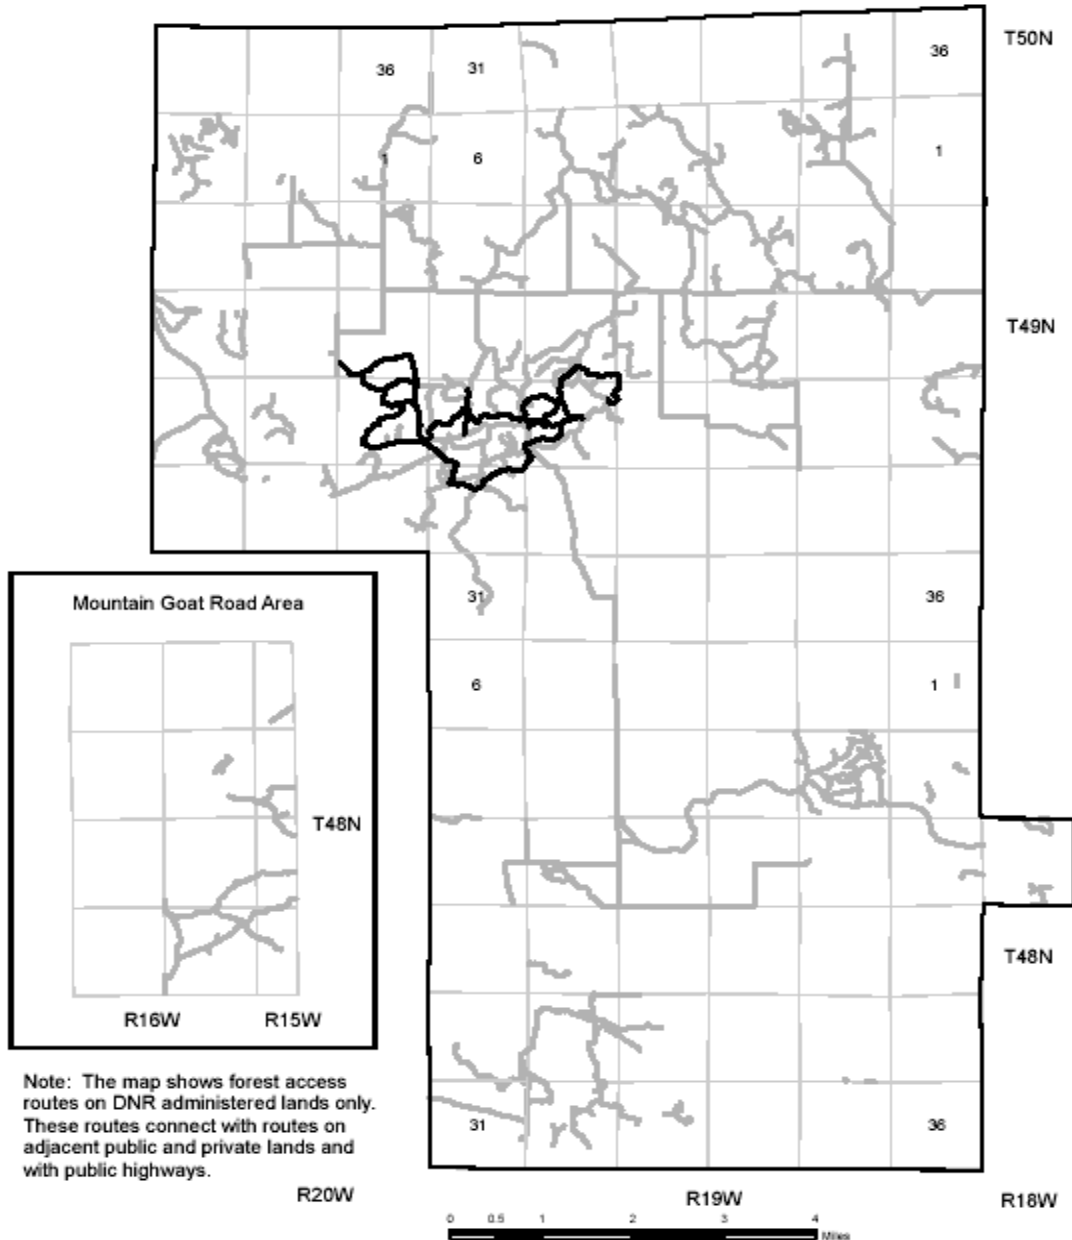 T50N
36
31
36
1
6
1
T49N
Mountain Goat Road Area
31
36
6
1
T48N
T48N
R16W
R15W
Note: The map shows forest access
routes on DNR administered lands only.
These routes connect with routes on
adjacent public and private lands and
with public highways.
31
36
R20W
R19W
R18W
0 0.5 1 2 3 4
Miles